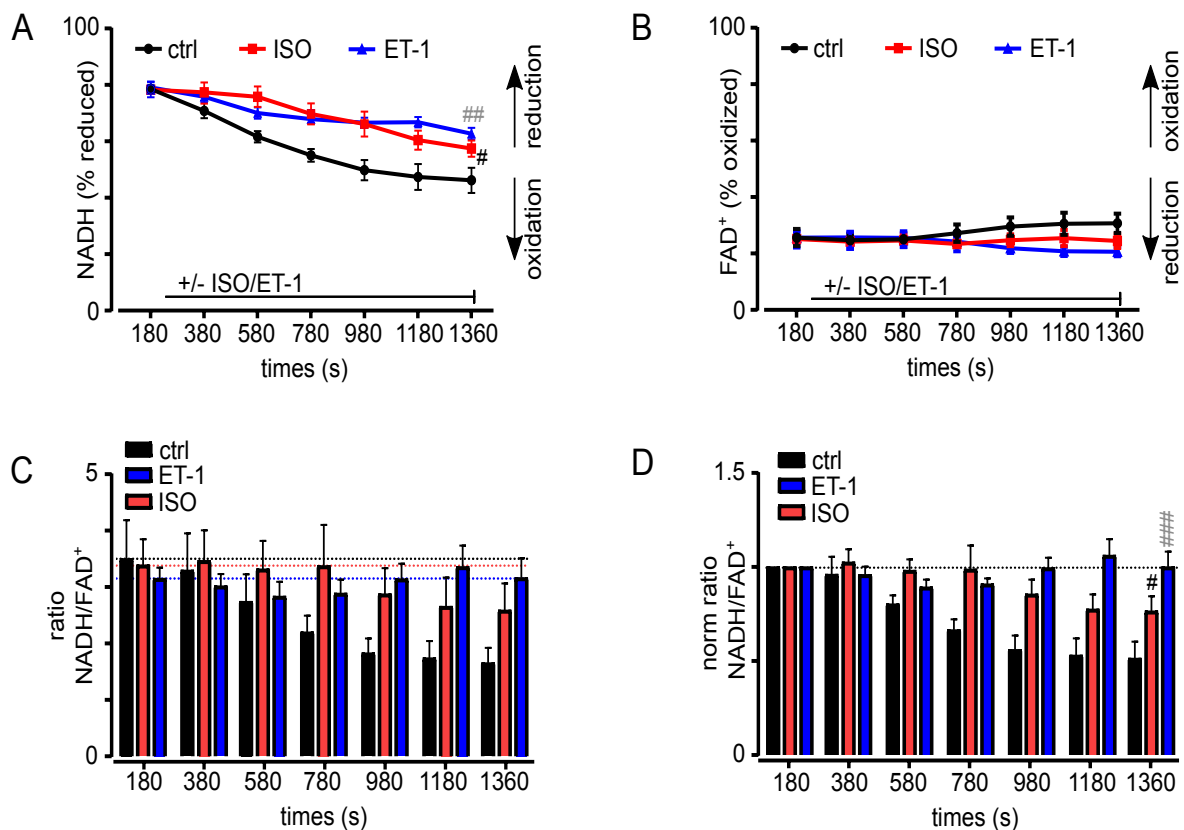 A
100
ctrl ISO ET-1
NADH (% reduced)
##
#
reduction
oxidation
+/- ISO/ET-1
0
180 380 580 780 980 1180 1360
times (s)
B
100
ctrl ISO ET-1
FAD+ (% oxidized)
oxidation
reduction
+/- ISO/ET-1
0
180 380 580 780 980 1180 1360
times (s)
C
ctrl
ET-1
ISO
5
ratio
NADH/FAD+
0
180 380 580 780 980 1180 1360
times (s)
D
ctrl
ET-1
ISO
1.5
norm ratio
NADH/FAD+
#
###
0
180 380 580 780 980 1180 1360
times (s)